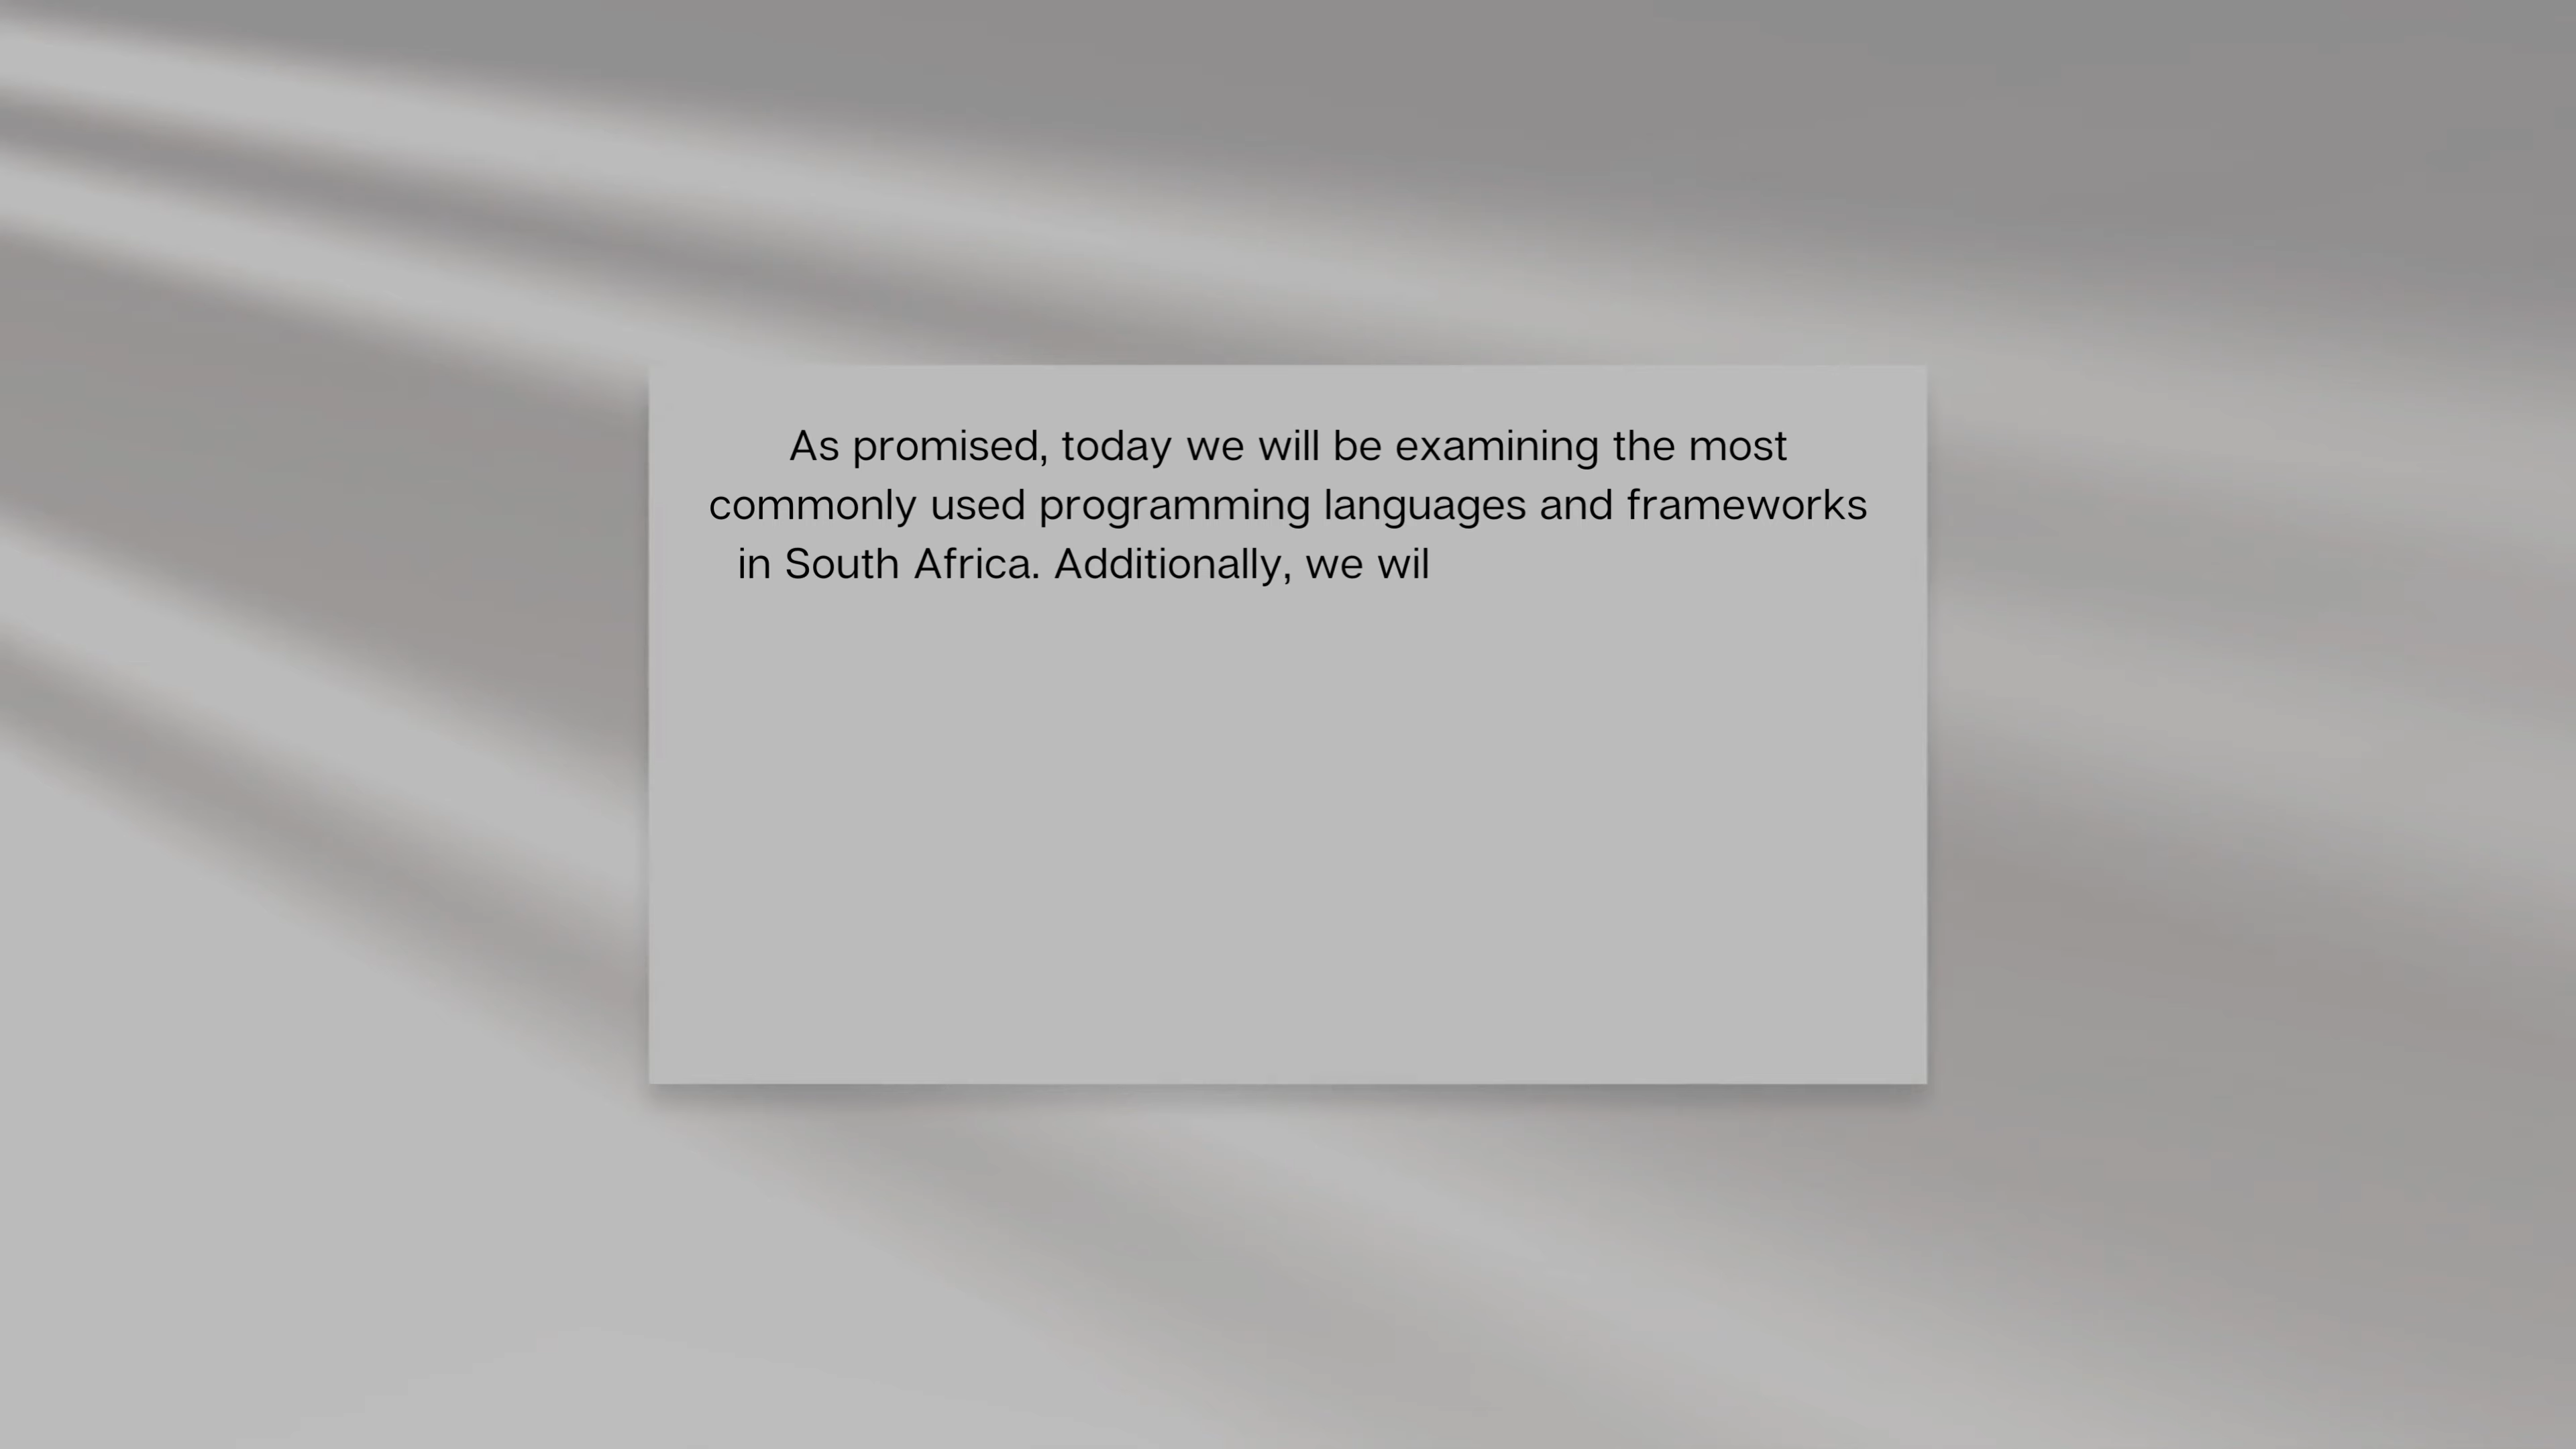 As promised, today we will be examining the most
commonly used programming languages and frameworks
in South Africa. Additionally, we wil